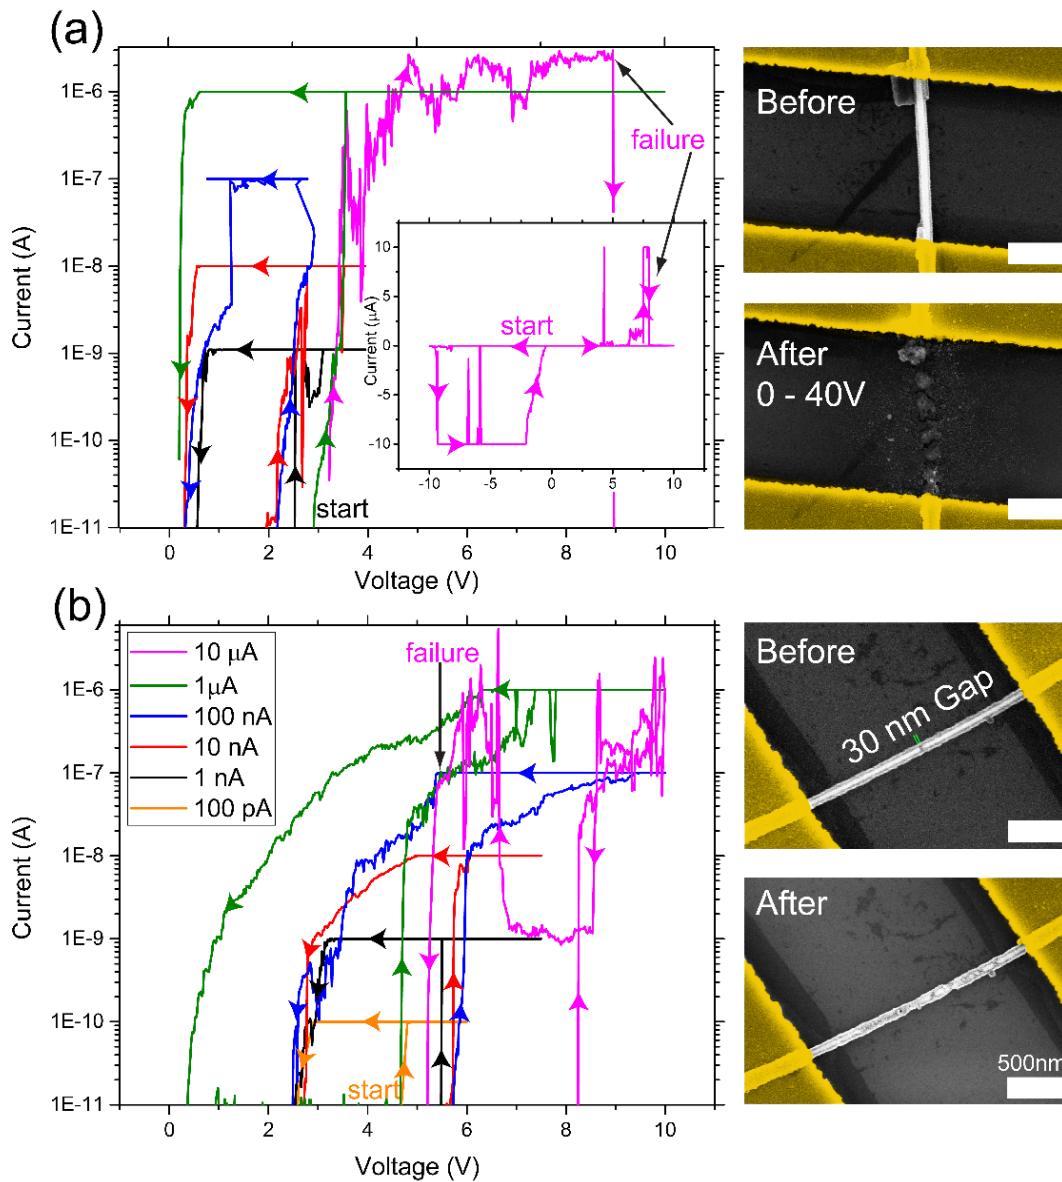 (a)
1E-6
1E-7
1E-8
1E-9
1E-10
1E-11
Current (A)
0
2
4
6
8
10
Voltage (V)
failure
start
10
5
0
-5
-10
Current (µA)
-10
-5
0
5
10
start
Before
After
0 - 40V
(b)
10 µA
1µA
100 nA
10 nA
1 nA
100 pA
failure
start
1E-6
1E-7
1E-8
1E-9
1E-10
1E-11
Current (A)
0
2
4
6
8
10
Voltage (V)
Before
30 nm Gap
After
500nm